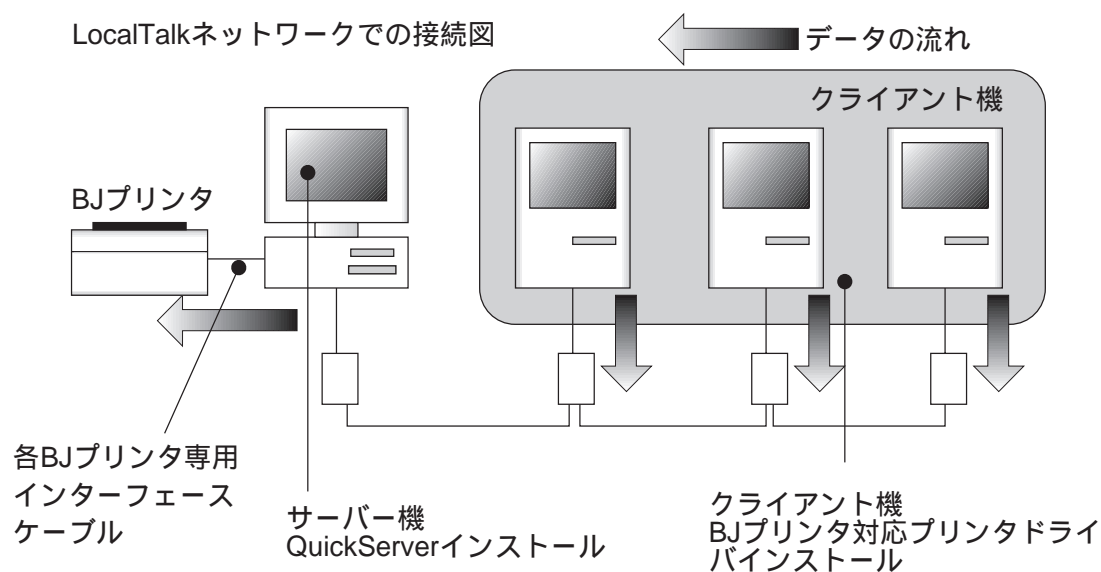 LocalTalkネットワークでの接続図
データの流れ
クライアント機
BJプリンタ
各BJプリンタ専用
インターフェース
ケーブル
サーバー機
QuickServerインストール
クライアント機
BJプリンタ対応プリンタドライ
バインストール